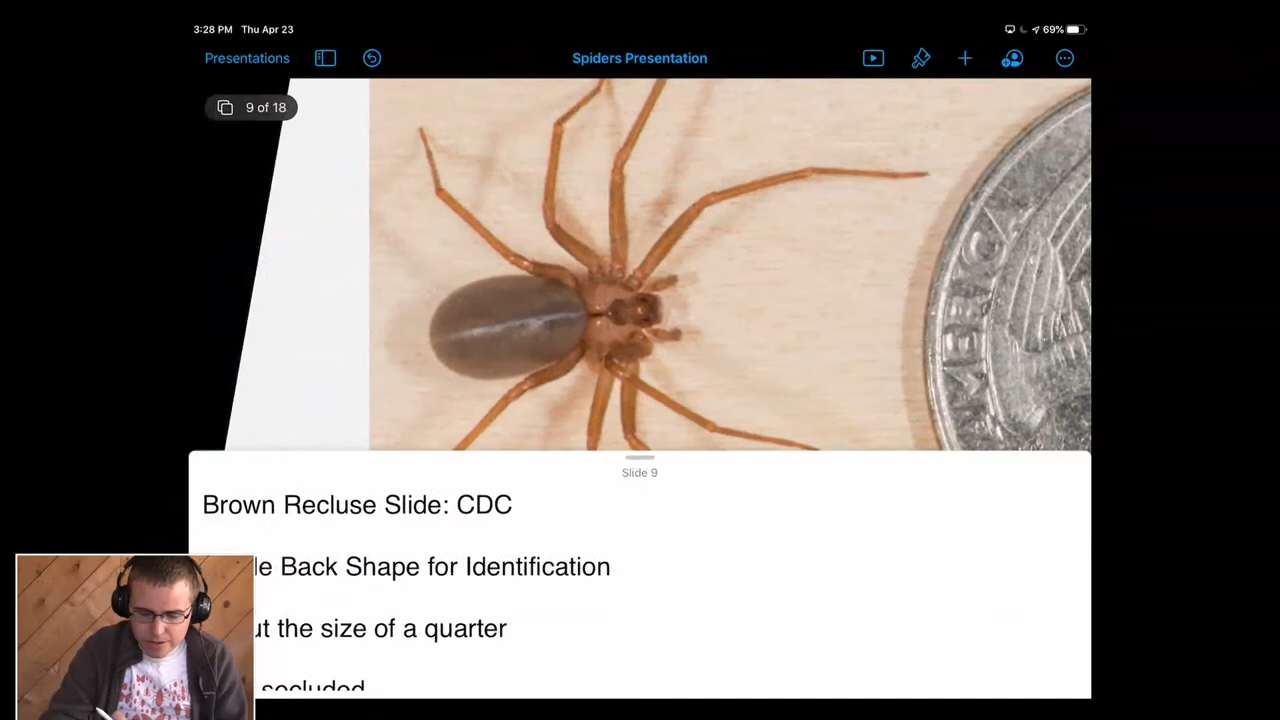 3:28 PM Thu Apr 23
69%
Presentations
Spiders Presentation
9 of 18
Slide 9
Brown Recluse Slide: CDC
le Back Shape for Identification
ut the size of a quarter
secluded